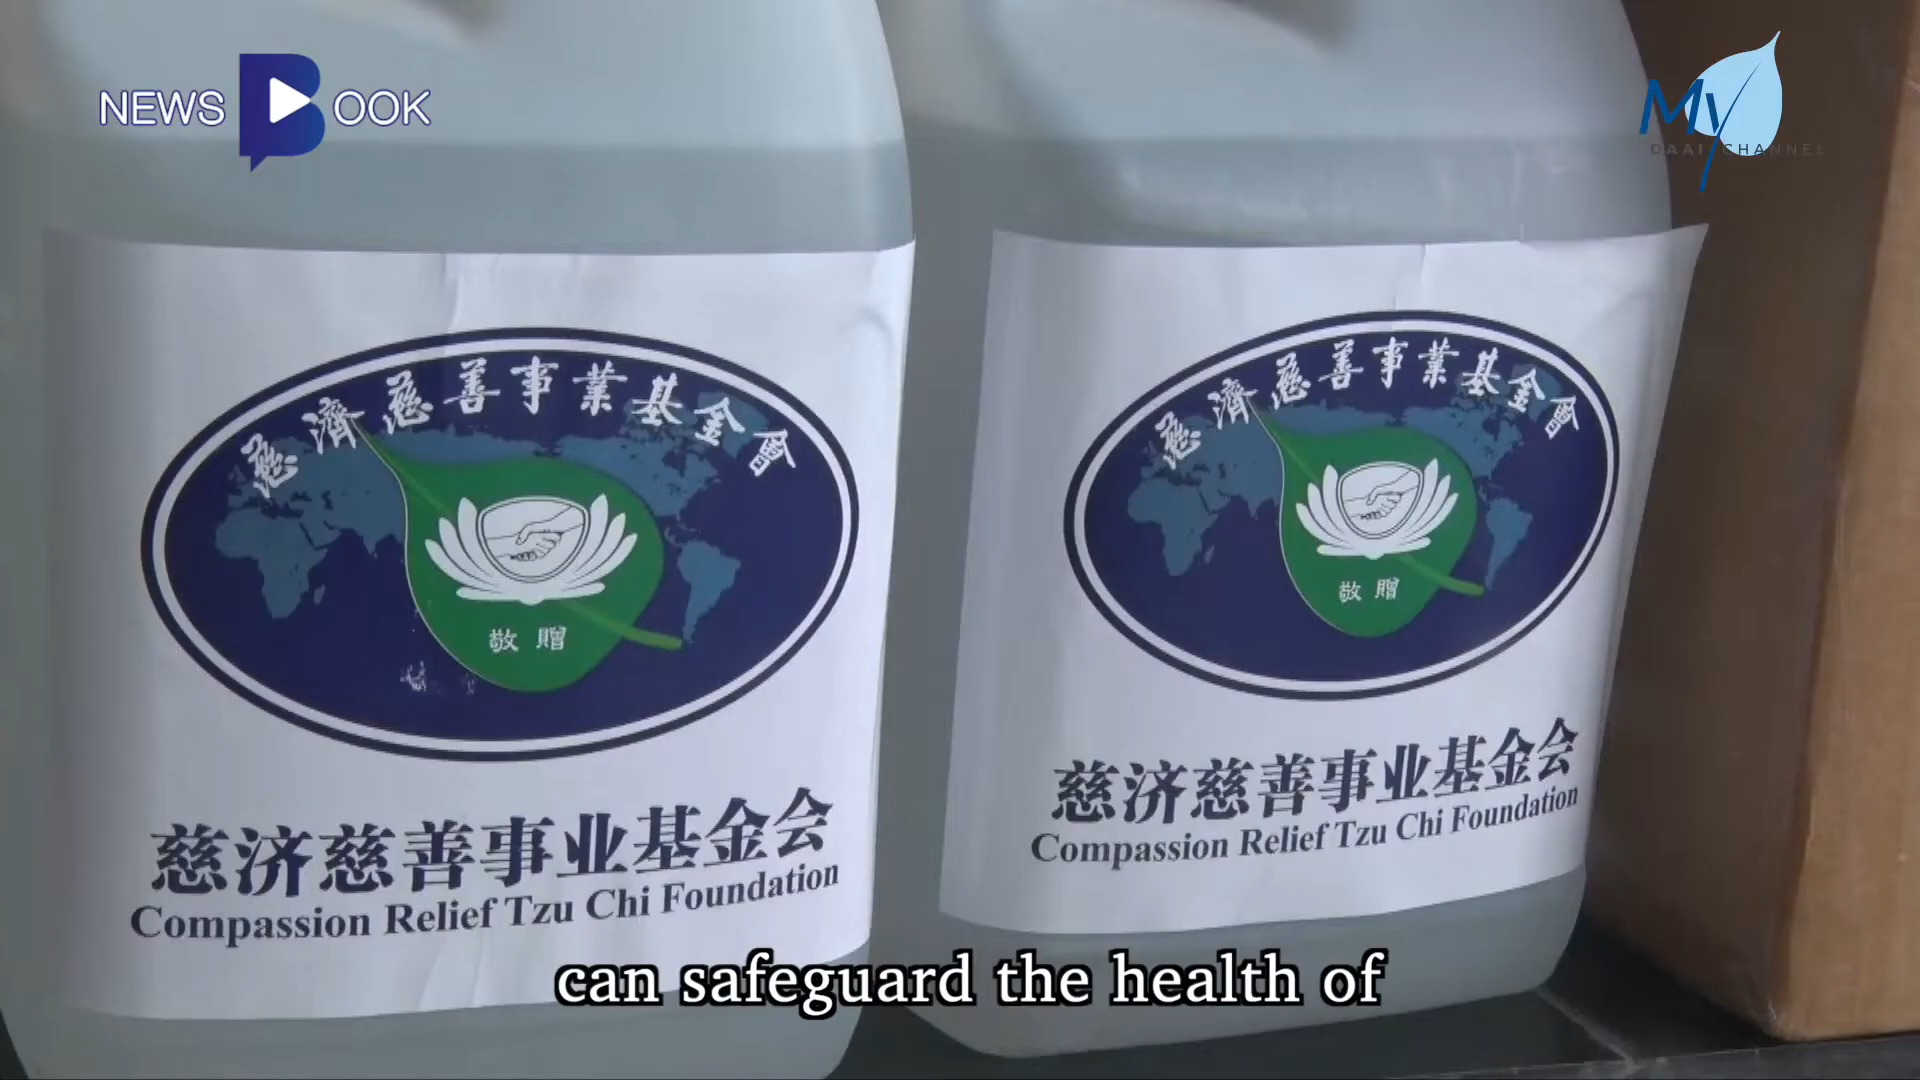 NEWS BOOK
My
DAAI CHANNEL
慈濟慈善事業基金會
敬贈
慈济慈善事业基金会
Compassion Relief Tzu Chi Foundation
慈濟慈善事業基金會
敬贈
慈济慈善事业基金会
Compassion Relief Tzu Chi Foundation
can safeguard the health of